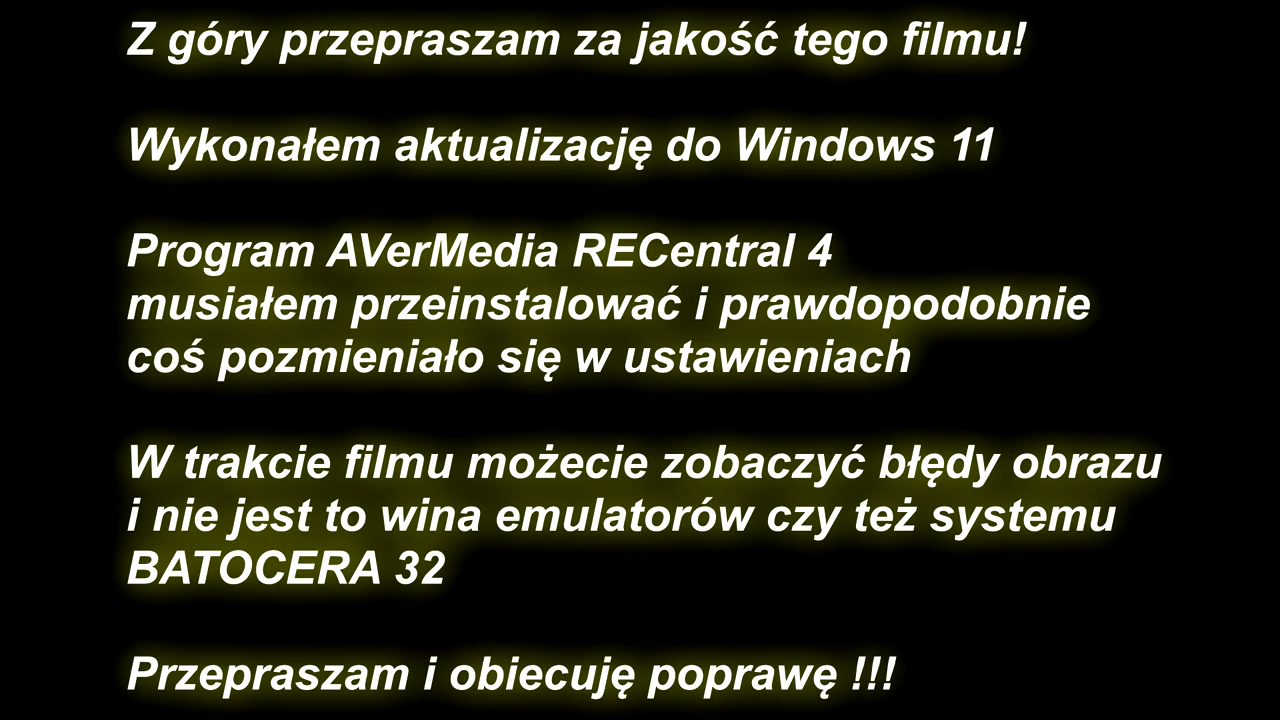 Z góry przepraszam za jakość tego filmu!
Wykonałem aktualizację do Windows 11
Program AVerMedia RECentral 4
musiałem przeinstalować i prawdopodobnie
coś pozmieniało się w ustawieniach
W trakcie filmu możecie zobaczyć błędy obrazu
i nie jest to wina emulatorów czy też systemu
BATOCERA 32
Przepraszam i obiecuję poprawę !!!